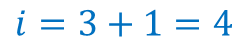 i = 3 + 1 = 4